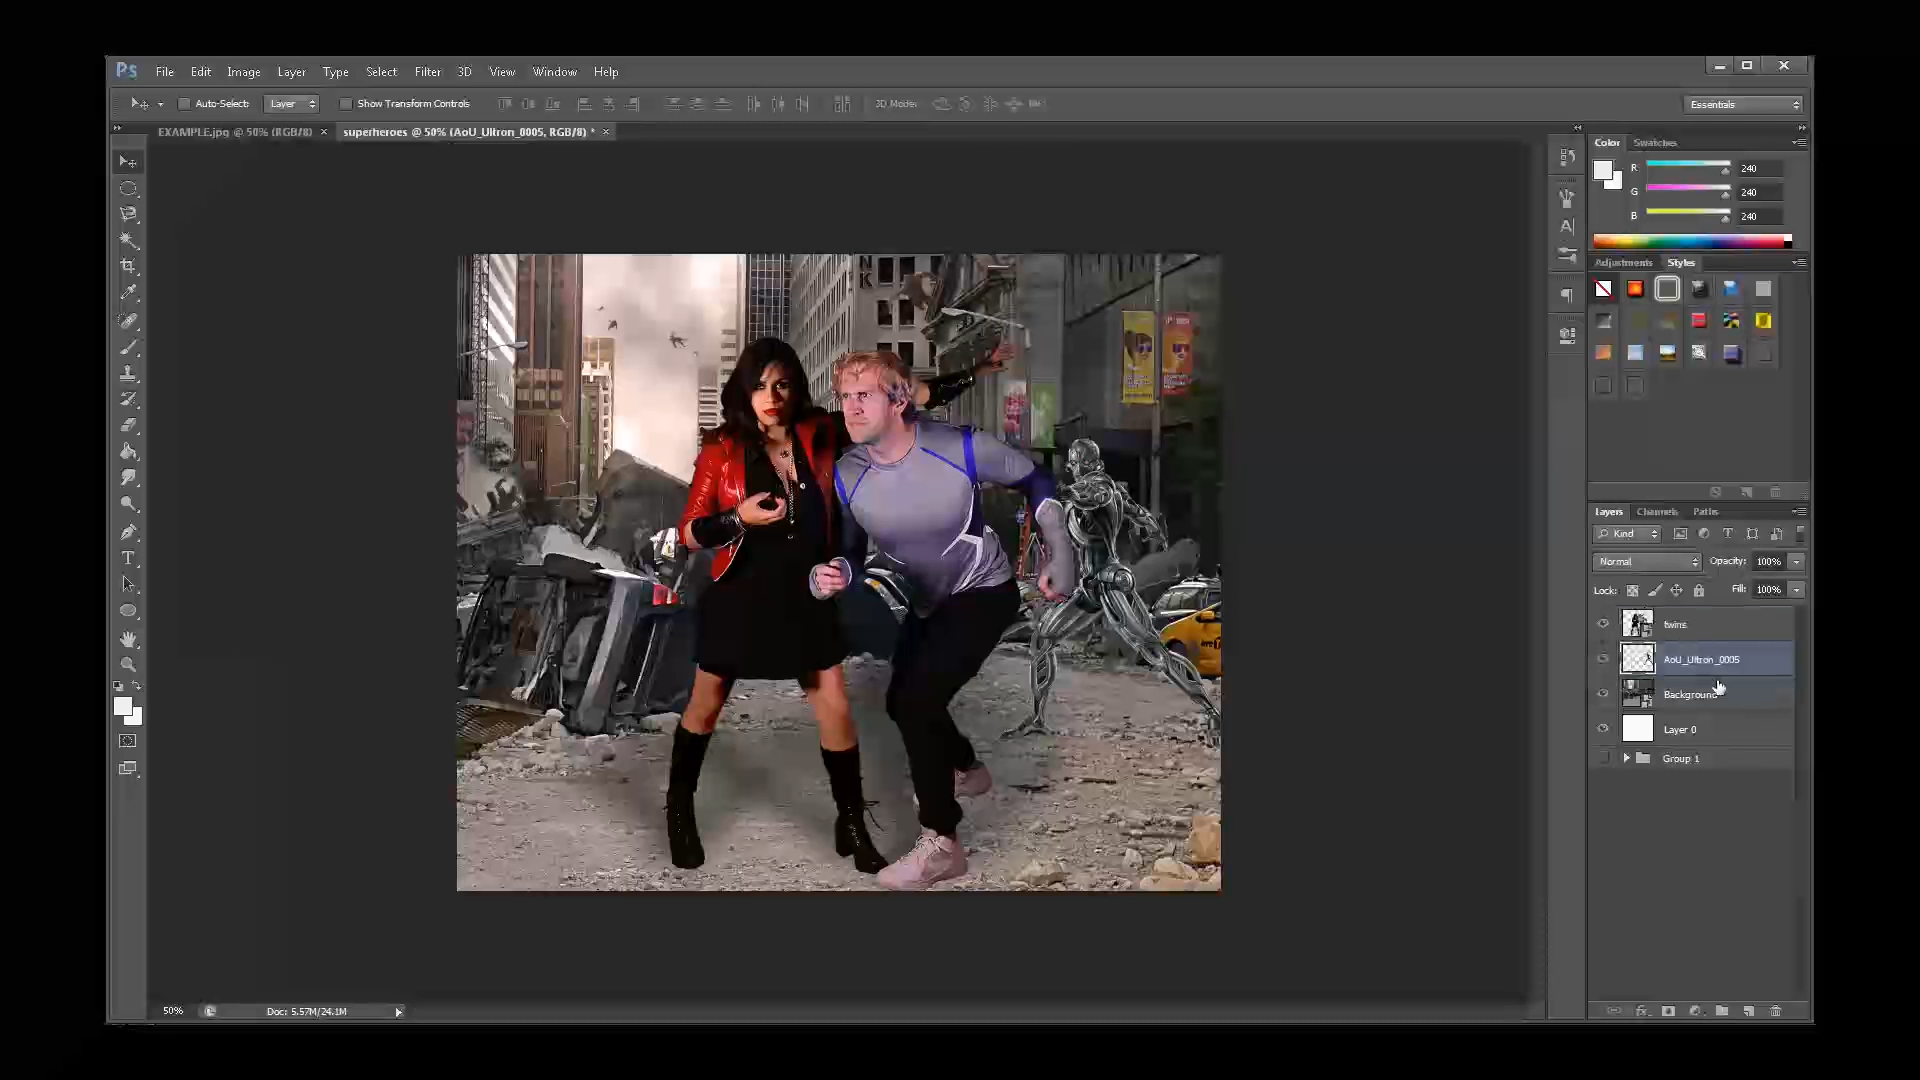 Ps File Edit Image Layer Type Select Filter 3D View Window Help
Auto-Select: Layer Show Transform Controls 3D Mode: Essentials
EXAMPLE.jpg @ 50% (RGB/8) × superheroes @ 50% (AoU_Ultron_0005, RGB/8) * ×
Color Swatches
R 240
G 240
B 240
Adjustments Styles
Layers Channels Paths
Kind
Normal Opacity: 100%
Lock: Fill: 100%
twins
AoU_Ultron_0005
Background
Layer 0
Group 1
50% Doc: 5.57M/24.1M